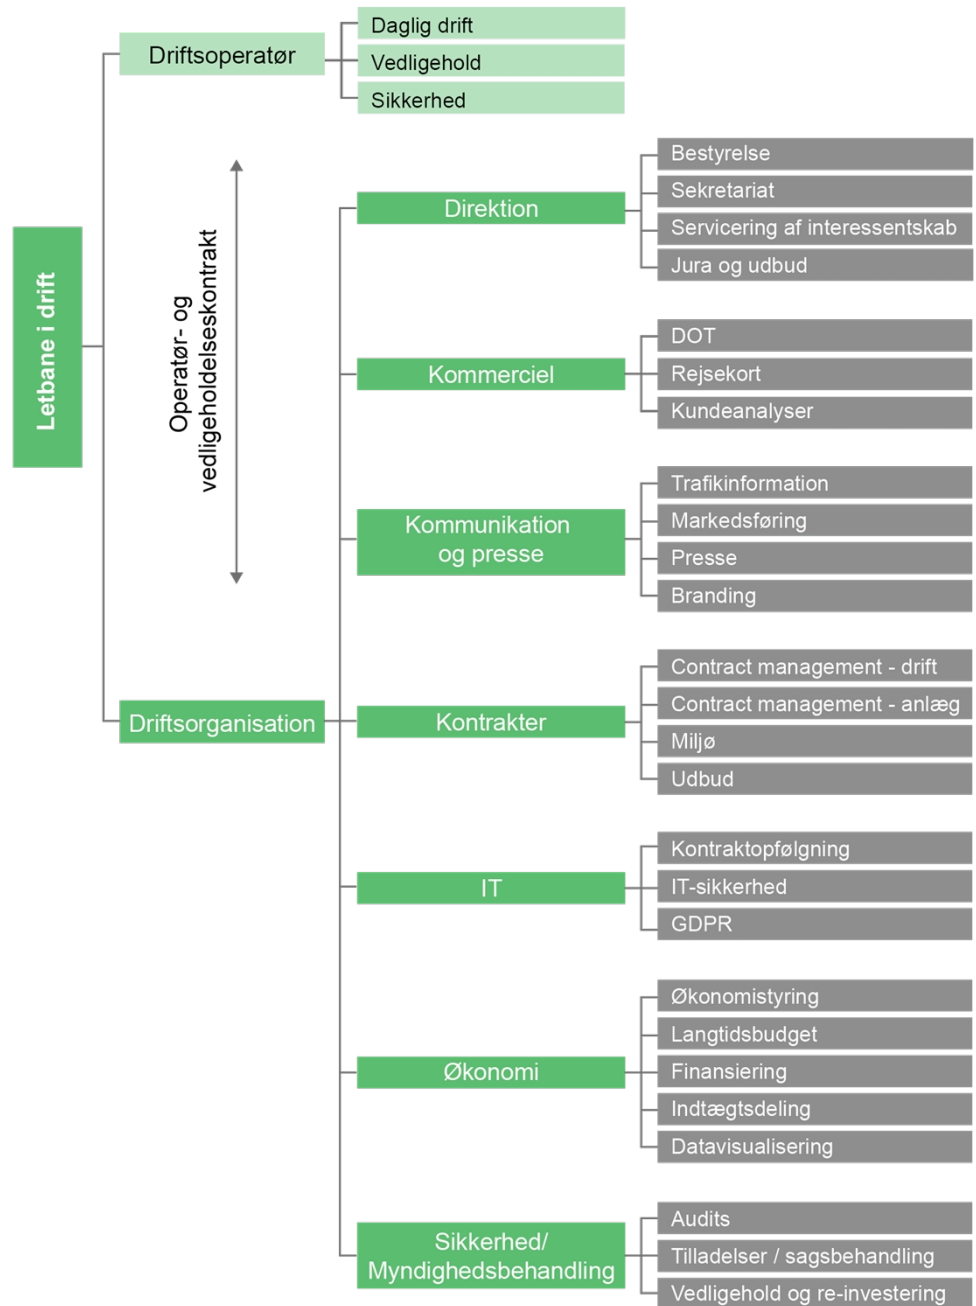 Letbane i drift
Driftsoperatør
Daglig drift
Vedligehold
Sikkerhed
Operatør- og
vedligeholdelseskontrakt
Driftsorganisation
Direktion
Bestyrelse
Sekretariat
Servicering af interessentskab
Jura og udbud
Kommerciel
DOT
Rejsekort
Kundeanalyser
Kommunikation
og presse
Trafikinformation
Markedsføring
Presse
Branding
Kontrakter
Contract management - drift
Contract management - anlæg
Miljø
Udbud
IT
Kontraktopfølgning
IT-sikkerhed
GDPR
Økonomi
Økonomistyring
Langtidsbudget
Finansiering
Indtægtsdeling
Datavisualisering
Sikkerhed/
Myndighedsbehandling
Audits
Tilladelser / sagsbehandling
Vedligehold og re-investering